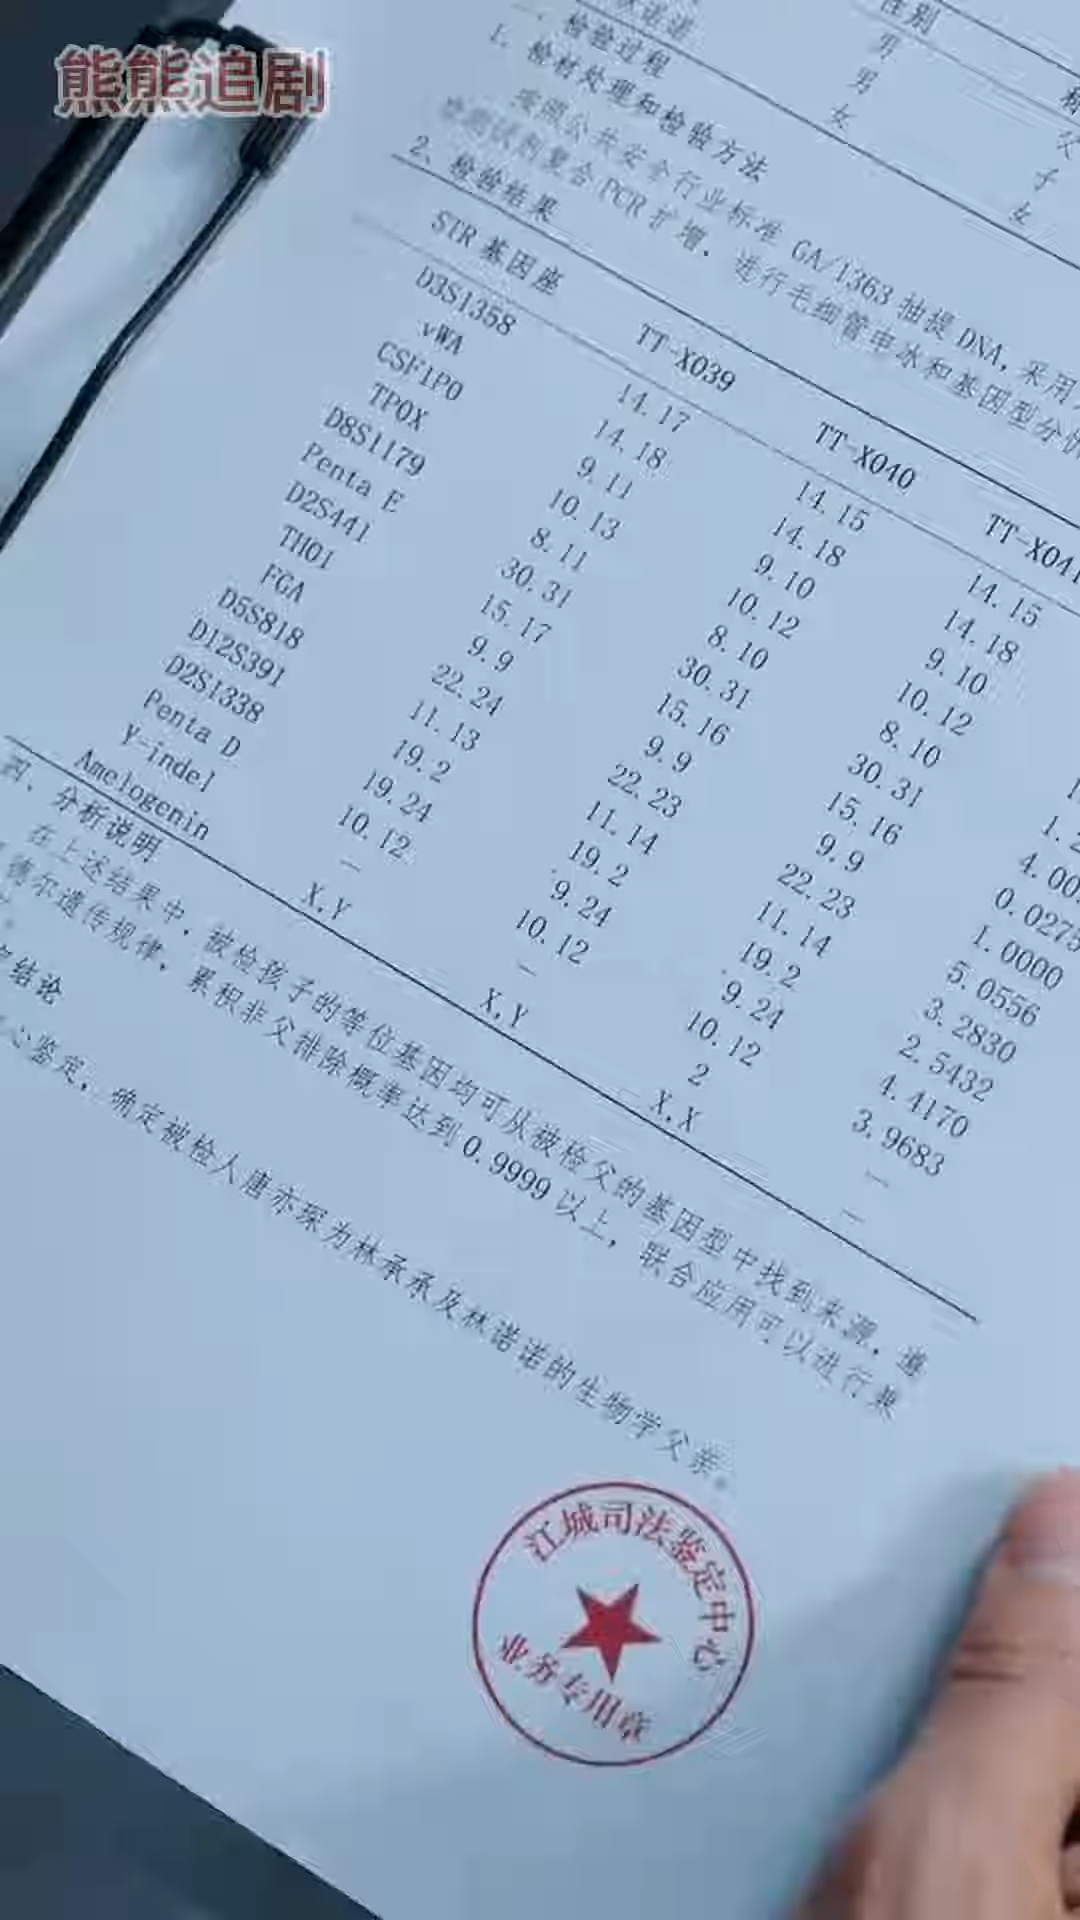 熊熊追剧
性别
男
男
女
父
子
女
一、检验过程
1、检材处理和检验方法
按照公共安全行业标准 GA/T1363 抽提 DNA，采用
复合 PCR 扩增，进行毛细管电泳和基因型分析
2、检验结果
STR 基因座 TT-X039 TT-X040 TT-X041
D3S1358 14.17 14.15 14.15
vWA 14.18 14.18 14.18
CSF1PO 9.11 9.10 9.10
TPOX 10.13 10.12 10.12
D8S1179 8.11 8.10 8.10
Penta E 30.31 30.31 30.31
D2S441 15.17 15.16 15.16
TH01 9.9 9.9 9.9
FGA 22.24 22.23 22.23
D5S818 11.13 11.14 11.14
D12S391 19.2 19.2 19.2
D2S1338 19.24 9.24 9.24
Penta D 10.12 10.12 10.12
Y-indel — — 2
Amelogenin X,Y X,Y X,X
4.00
0.0275
1.0000
5.0556
3.2830
2.5432
4.4170
3.9683
—
—
四、分析说明
在上述结果中，被检孩子的等位基因均可从被检父的基因型中找到来源，遵
德尔遗传规律，累积非父排除概率达到 0.9999 以上，联合应用可以进行
结论
心鉴定，确定被检人唐亦琛为林承承及林诺诺的生物学父亲。
江城司法鉴定中心
业务专用章